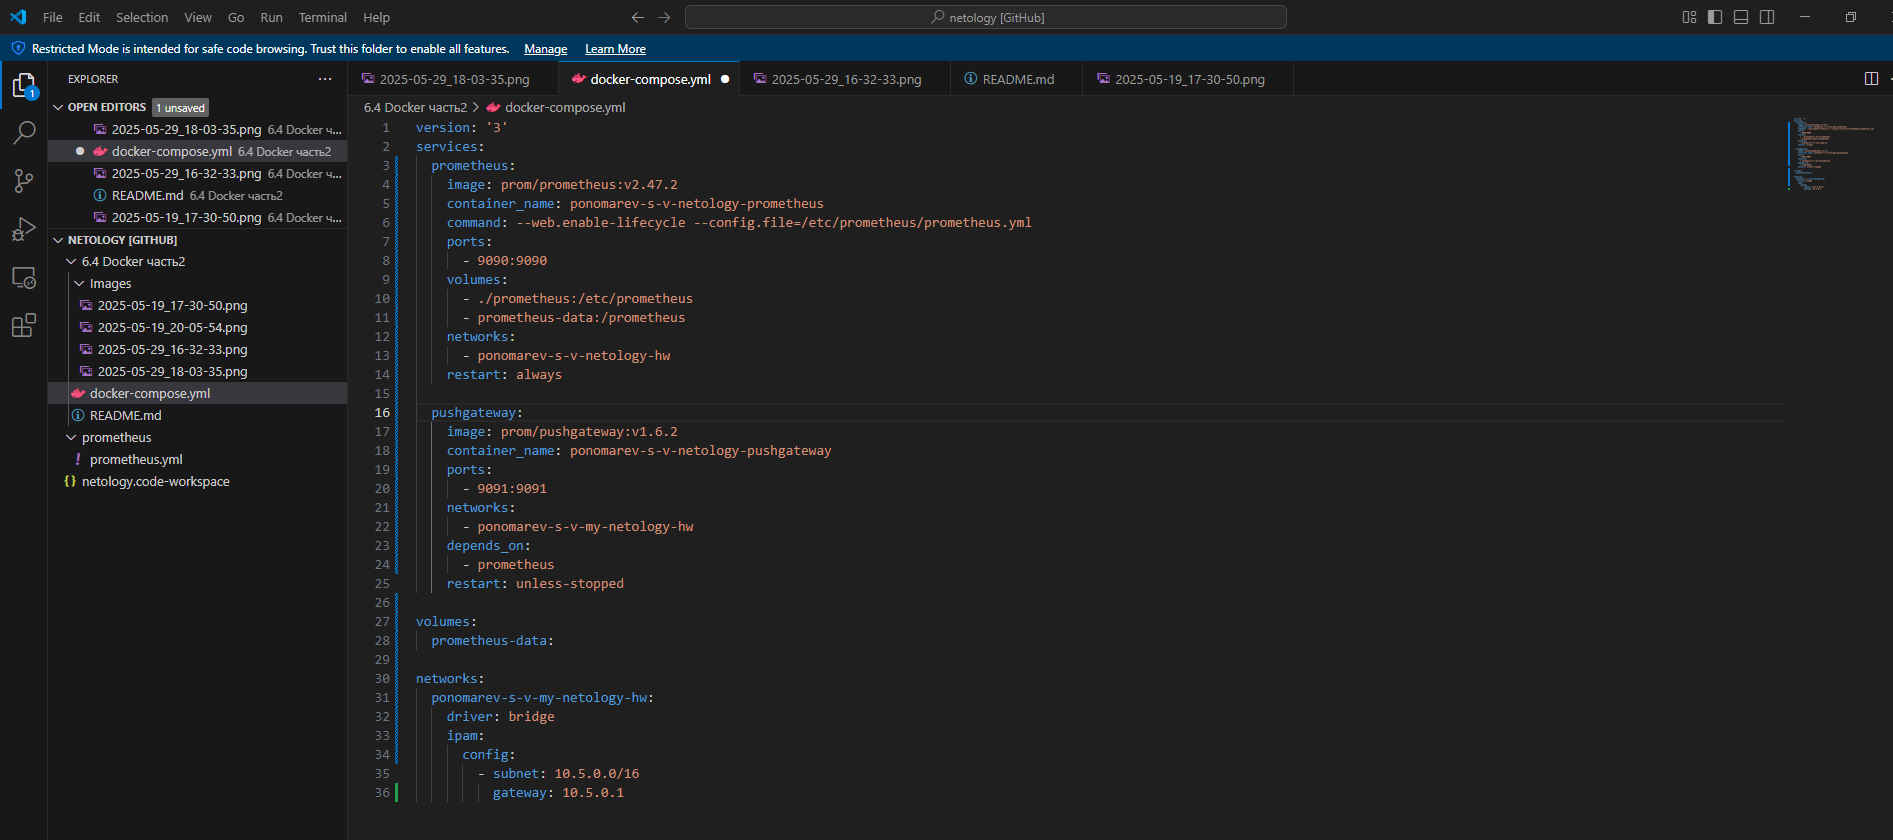 File Edit Selection View Go Run Terminal Help
netology [GitHub]
Restricted Mode is intended for safe code browsing. Trust this folder to enable all features. Manage Learn More
EXPLORER
OPEN EDITORS 1 unsaved
2025-05-29_18-03-35.png 6.4 Docker ч...
docker-compose.yml 6.4 Docker часть2
2025-05-29_16-32-33.png 6.4 Docker ч...
README.md 6.4 Docker часть2
2025-05-19_17-30-50.png 6.4 Docker ч...
NETOLOGY [GITHUB]
6.4 Docker часть2
Images
2025-05-19_17-30-50.png
2025-05-19_20-05-54.png
2025-05-29_16-32-33.png
2025-05-29_18-03-35.png
docker-compose.yml
README.md
prometheus
prometheus.yml
netology.code-workspace
1
2025-05-29_18-03-35.png docker-compose.yml 2025-05-29_16-32-33.png README.md 2025-05-19_17-30-50.png
6.4 Docker часть2 > docker-compose.yml
1 version: '3'
2 services:
3 prometheus:
4 image: prom/prometheus:v2.47.2
5 container_name: ponomarev-s-v-netology-prometheus
6 command: --web.enable-lifecycle --config.file=/etc/prometheus/prometheus.yml
7 ports:
8 - 9090:9090
9 volumes:
10 - ./prometheus:/etc/prometheus
11 - prometheus-data:/prometheus
12 networks:
13 - ponomarev-s-v-netology-hw
14 restart: always
15
16 pushgateway:
17 image: prom/pushgateway:v1.6.2
18 container_name: ponomarev-s-v-netology-pushgateway
19 ports:
20 - 9091:9091
21 networks:
22 - ponomarev-s-v-my-netology-hw
23 depends_on:
24 - prometheus
25 restart: unless-stopped
26
27 volumes:
28 prometheus-data:
29
30 networks:
31 ponomarev-s-v-my-netology-hw:
32 driver: bridge
33 ipam:
34 config:
35 - subnet: 10.5.0.0/16
36 gateway: 10.5.0.1